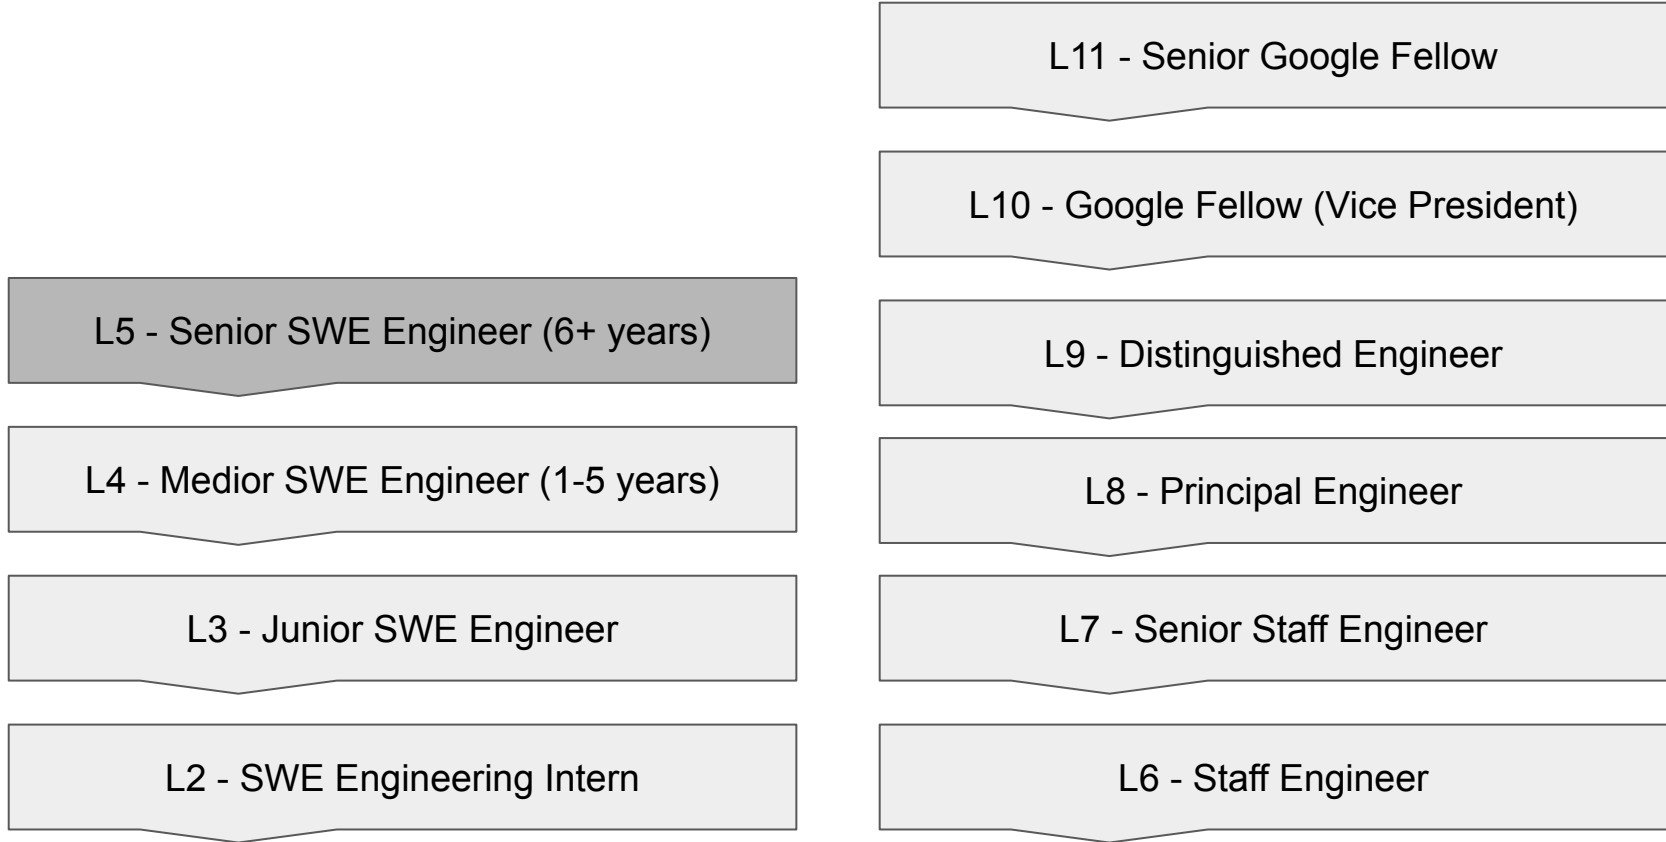 L5 - Senior SWE Engineer (6+ years)
L4 - Medior SWE Engineer (1-5 years)
L3 - Junior SWE Engineer
L2 - SWE Engineering Intern
L11 - Senior Google Fellow
L10 - Google Fellow (Vice President)
L9 - Distinguished Engineer
L8 - Principal Engineer
L7 - Senior Staff Engineer
L6 - Staff Engineer